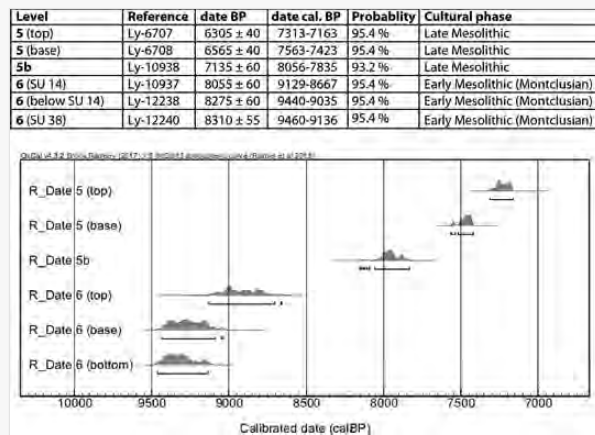 Level Reference date BP date cal. BP Probablity Cultural phase
5 (top) Ly-6707 6305 ± 40 7313-7163 95.4 % Late Mesolithic
5 (base) Ly-6708 6565 ± 40 7563-7423 95.4 % Late Mesolithic
5b Ly-10938 7135 ± 60 8056-7835 93.2 % Late Mesolithic
6 (SU 14) Ly-10937 8055 ± 60 9129-8667 95.4 % Early Mesolithic (Montclusian)
6 (below SU 14) Ly-12238 8275 ± 60 9440-9035 95.4 % Early Mesolithic (Montclusian)
6 (SU 38) Ly-12240 8310 ± 55 9460-9136 95.4 % Early Mesolithic (Montclusian)
R_Date 5 (top)
R_Date 5 (base)
R_Date 5b
R_Date 6 (top)
R_Date 6 (base)
R_Date 6 (bottom)
10000 9500 9000 8500 8000 7500 7000
Calibrated date (calBP)